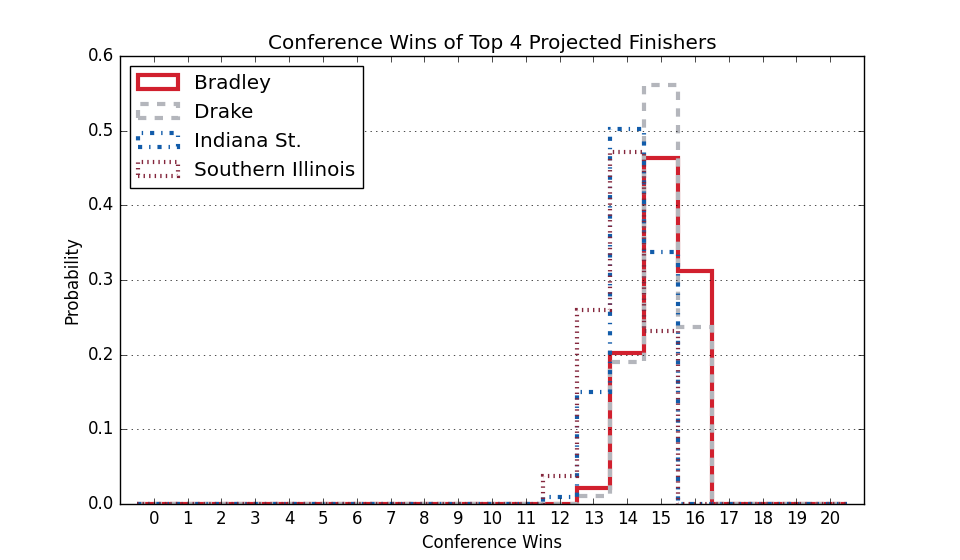 Conference Wins of Top 4 Projected Finishers
0.6
0.5
0.4
0.3
0.2
0.1
0.0
Probability
Bradley
Drake
Indiana St.
Southern Illinois
0 1 2 3 4 5 6 7 8 9 10 11 12 13 14 15 16 17 18 19 20
Conference Wins